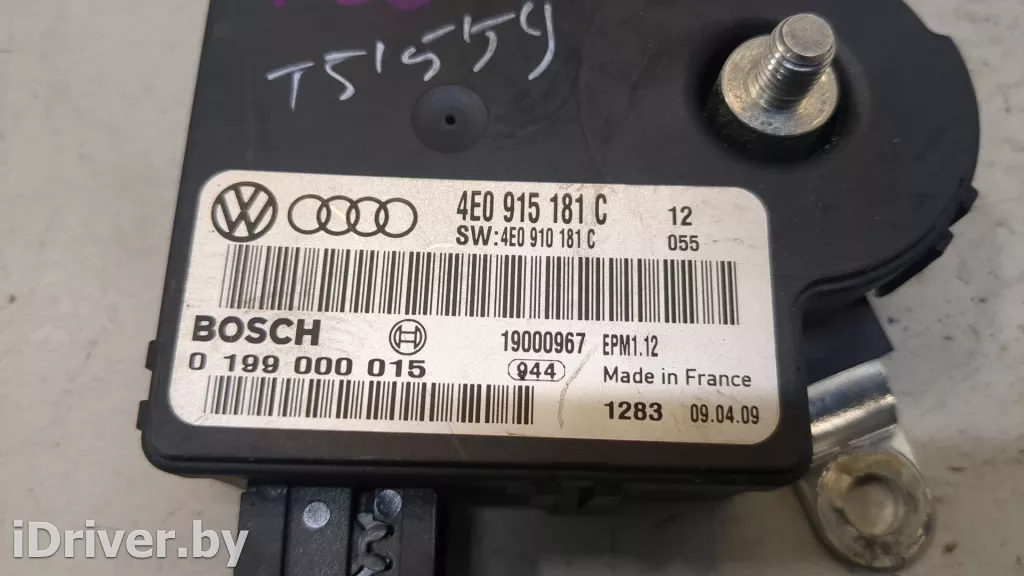 T51559
4E0 915 181 C 12
SW:4E0 910 181 C 055
BOSCH 19000967 EPM1.12
0 199 000 015 944 Made in France
1283 09.04.09
iDriver.by